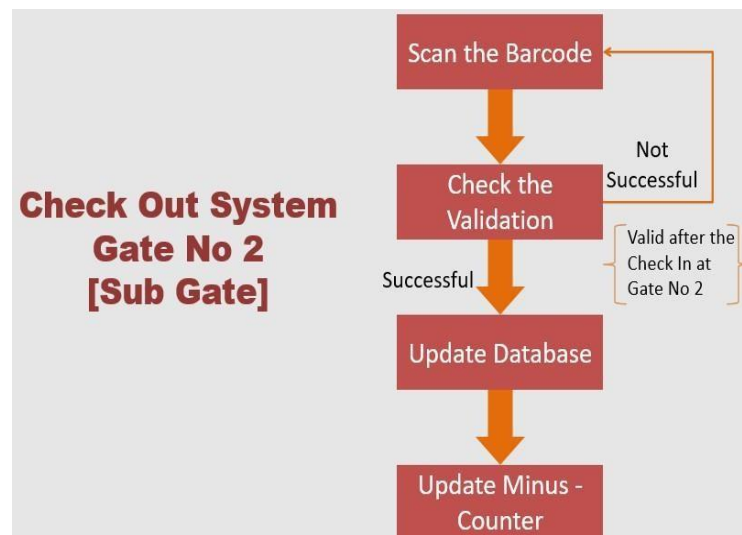 Check Out System
Gate No 2
[Sub Gate]
Scan the Barcode
Not
Successful
Check the
Validation
Valid after the
Check In at
Gate No 2
Successful
Update Database
Update Minus -
Counter